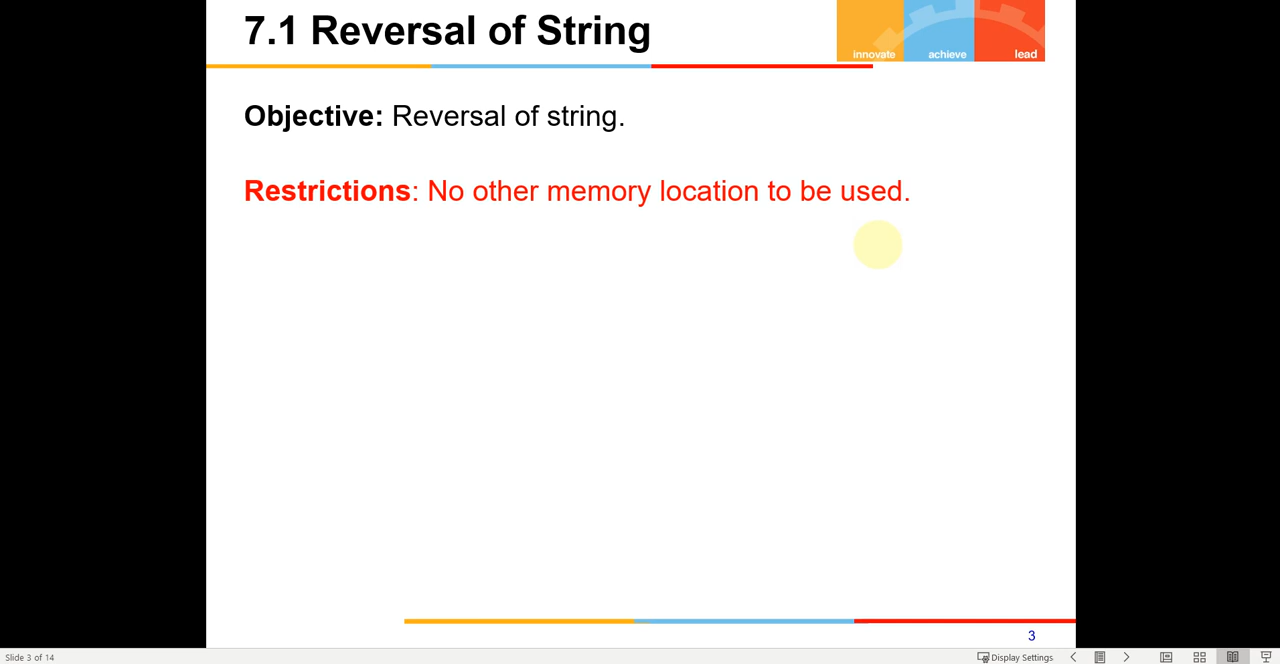 7.1 Reversal of String
innovate achieve lead
Objective: Reversal of string.
Restrictions: No other memory location to be used.
3
Slide 3 of 14
Display Settings